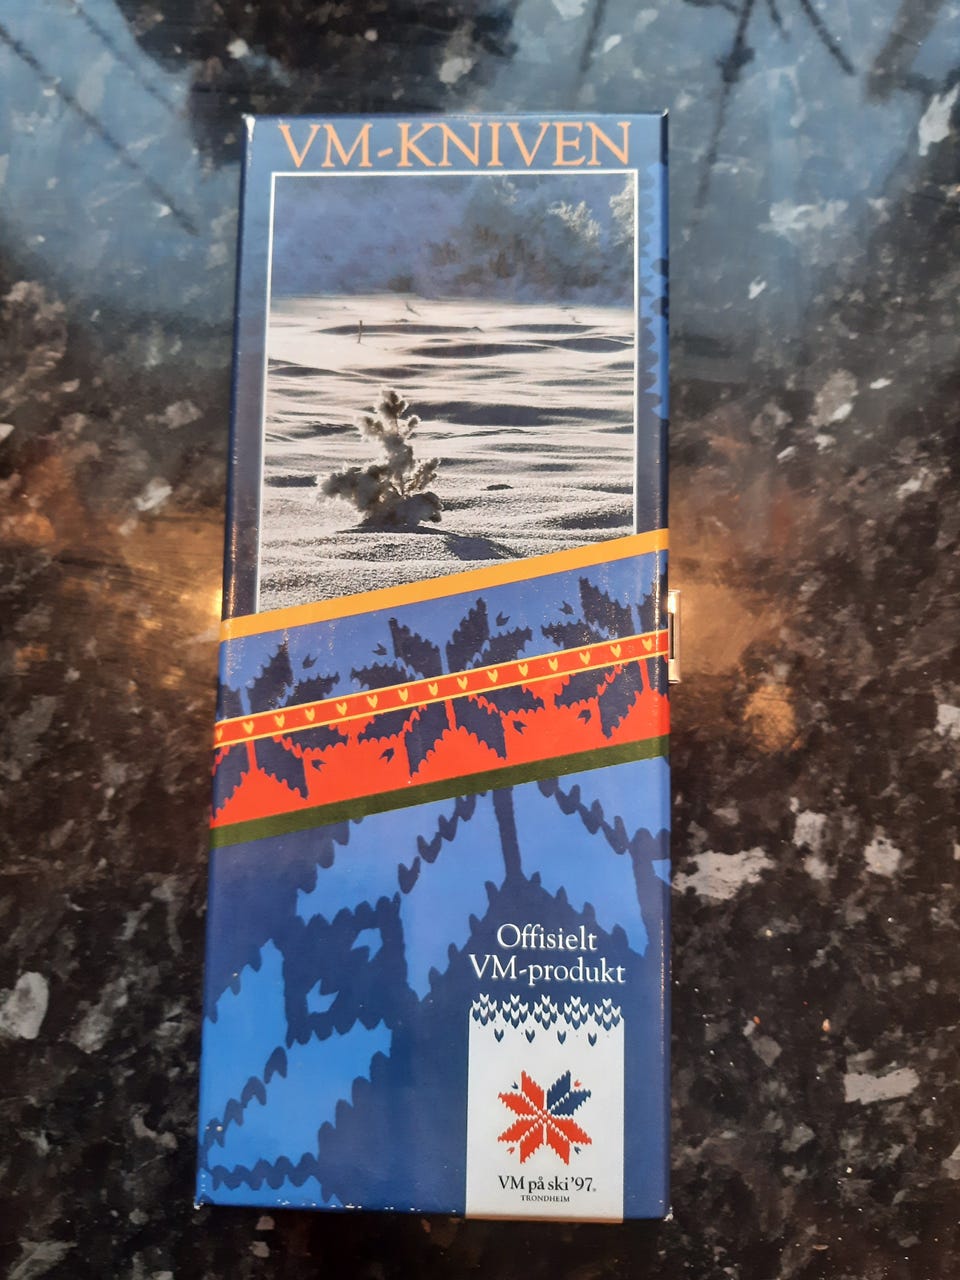 VM-KNIVEN
Offisielt
VM-produkt
VM på ski '97.
TRONDHEIM